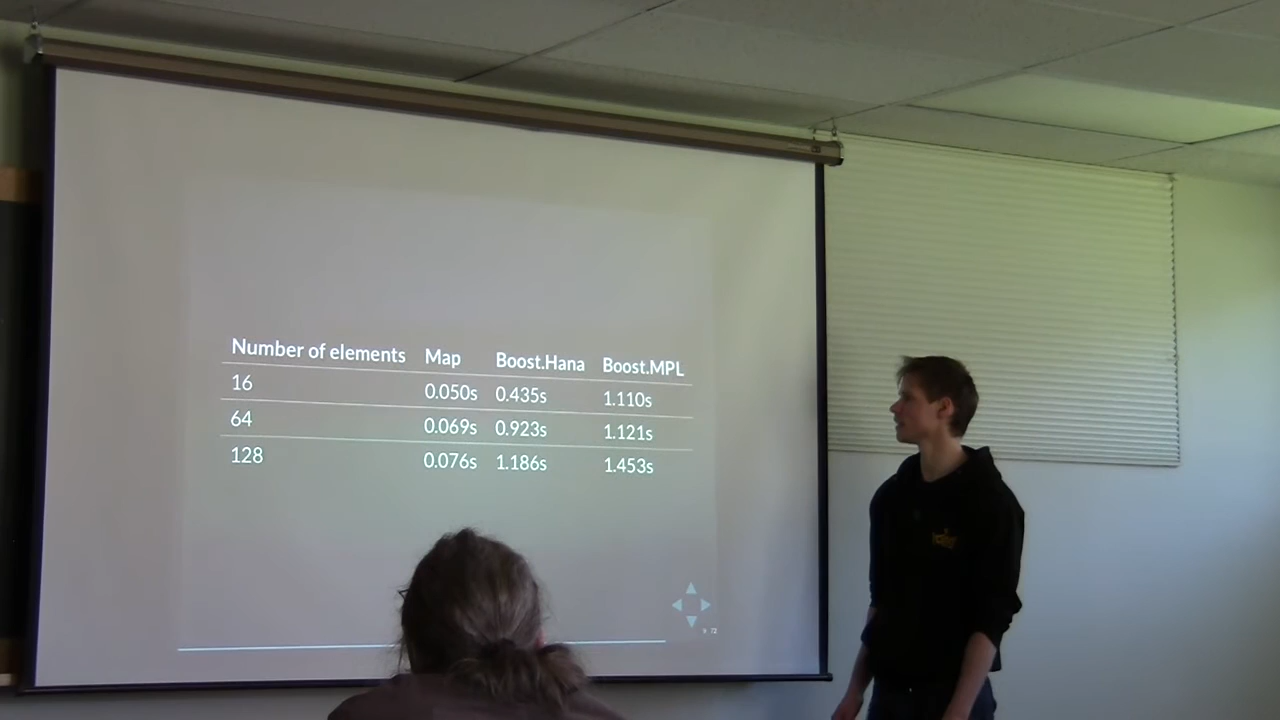 Number of elements Map Boost.Hana Boost.MPL
16 0.050s 0.435s 1.110s
64 0.069s 0.923s 1.121s
128 0.076s 1.186s 1.453s